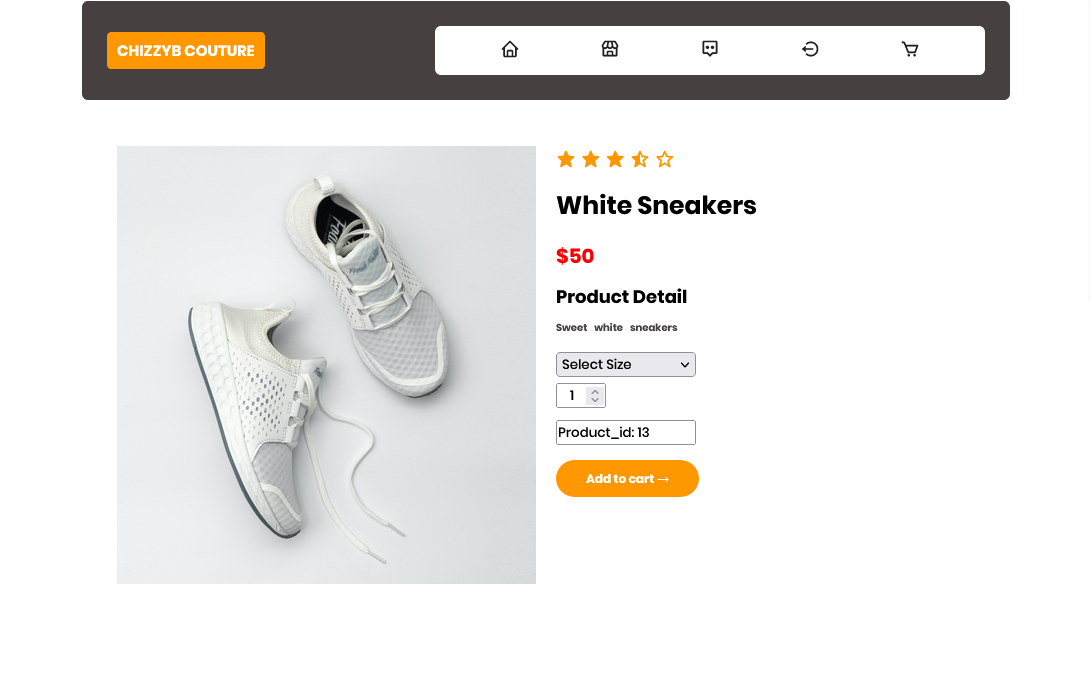 CHIZZYB COUTURE
White Sneakers
$50
Product Detail
Sweet white sneakers
Select Size
1
Product_id: 13
Add to cart →